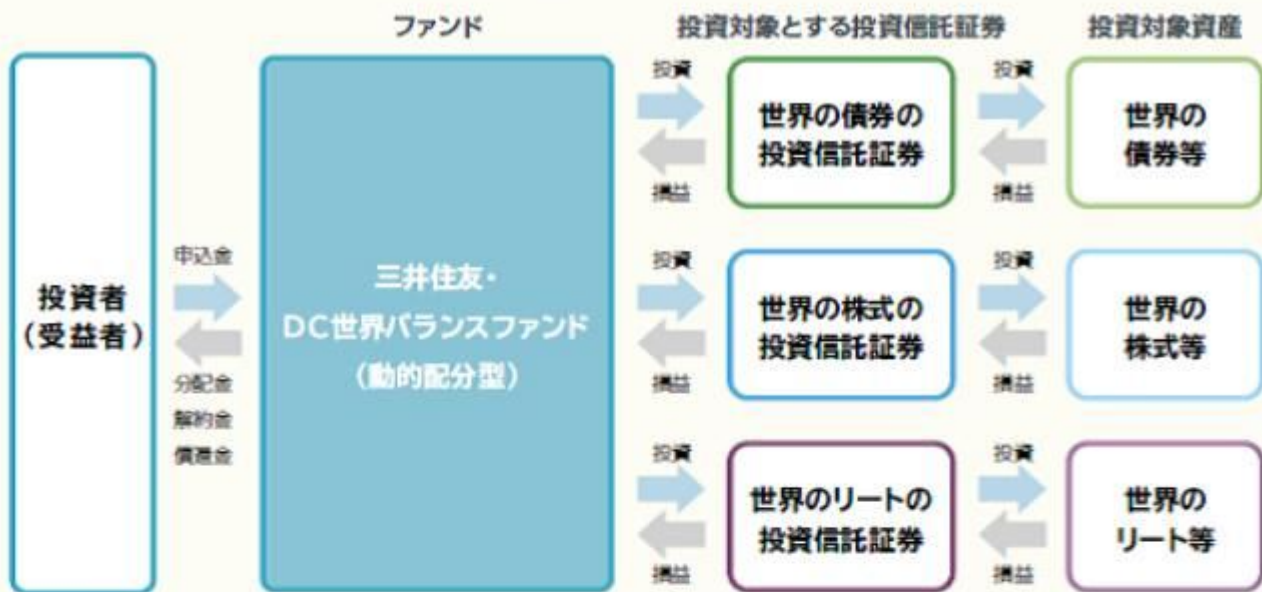 ファンド
投資対象とする投資信託証券
投資対象資産
投資者
（受益者）
申込金
分配金
解約金
償還金
三井住友・
DC世界バランスファンド
（動的配分型）
投資
損益
世界の債券の
投資信託証券
投資
損益
世界の
債券等
投資
損益
世界の株式の
投資信託証券
投資
損益
世界の
株式等
投資
損益
世界のリートの
投資信託証券
投資
損益
世界の
リート等